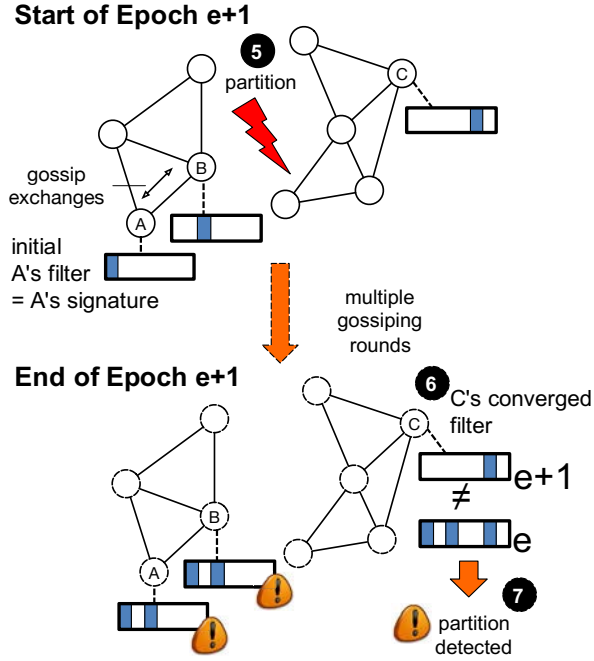 Start of Epoch e+1
5
partition
C
B
gossip
exchanges
A
initial
A's filter
= A's signature
multiple
gossiping
rounds
End of Epoch e+1
6
C's converged
filter
C
e+1
≠
e
B
A
7
partition
detected